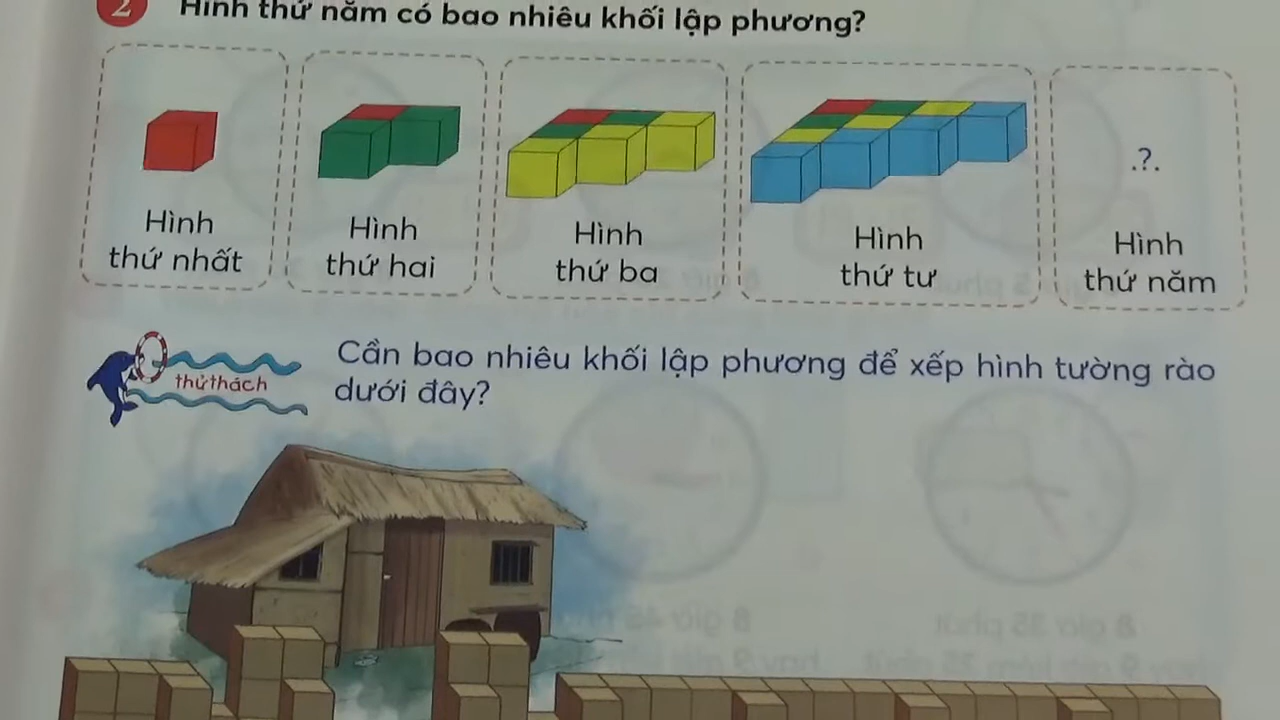 2 Hình thứ năm có bao nhiêu khối lập phương?
.?.
Hình
thứ nhất
Hình
thứ hai
Hình
thứ ba
Hình
thứ tư
Hình
thứ năm
thử thách
Cần bao nhiêu khối lập phương để xếp hình tường rào
dưới đây?